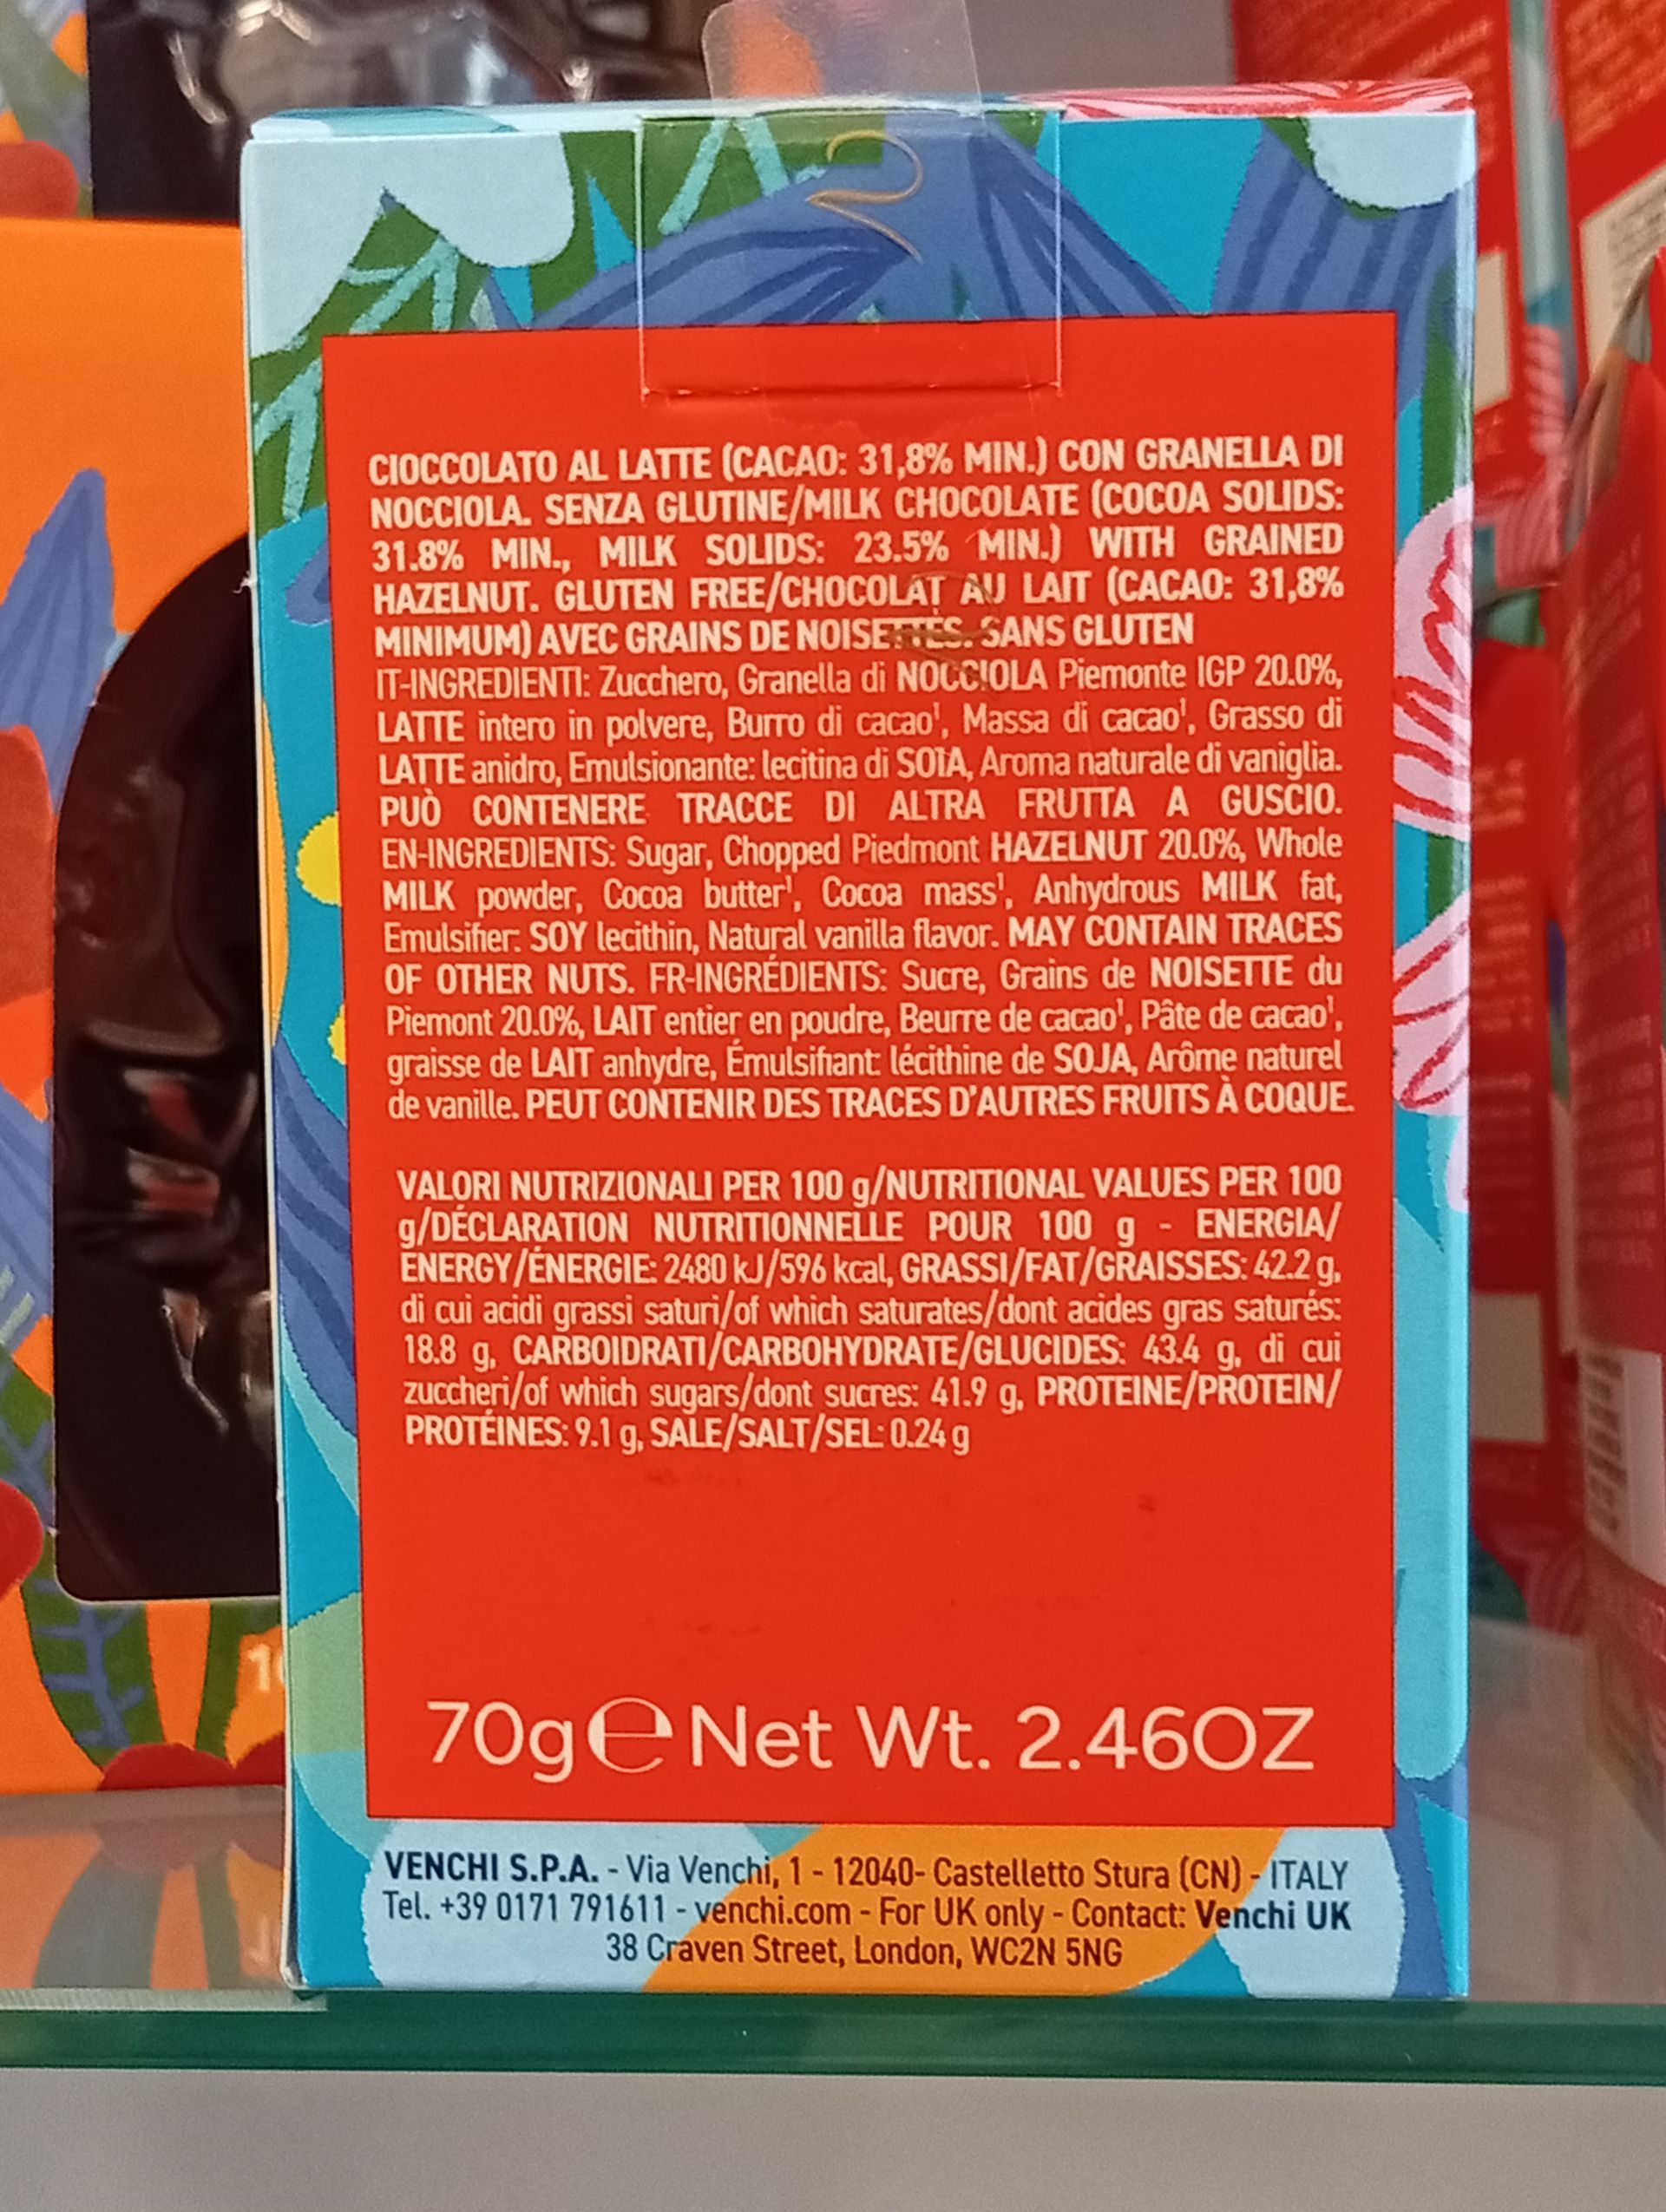 CIOCCOLATO AL LATTE (CACAO: 31,8% MIN.) CON GRANELLA DI
NOCCIOLA. SENZA GLUTINE/MILK CHOCOLATE (COCOA SOLIDS:
31.8% MIN., MILK SOLIDS: 23.5% MIN.) WITH GRAINED
HAZELNUT. GLUTEN FREE/CHOCOLAT AU LAIT (CACAO: 31,8%
MINIMUM) AVEC GRAINS DE NOISETTES. SANS GLUTEN
IT-INGREDIENTI: Zucchero, Granella di NOCCIOLA Piemonte IGP 20.0%,
LATTE intero in polvere, Burro di cacao¹, Massa di cacao¹, Grasso di
LATTE anidro, Emulsionante: lecitina di SOIA, Aroma naturale di vaniglia.
PUÒ CONTENERE TRACCE DI ALTRA FRUTTA A GUSCIO.
EN-INGREDIENTS: Sugar, Chopped Piedmont HAZELNUT 20.0%, Whole
MILK powder, Cocoa butter¹, Cocoa mass¹, Anhydrous MILK fat,
Emulsifier: SOY lecithin, Natural vanilla flavor. MAY CONTAIN TRACES
OF OTHER NUTS. FR-INGRÉDIENTS: Sucre, Grains de NOISETTE du
Piemont 20.0%, LAIT entier en poudre, Beurre de cacao¹, Pâte de cacao¹,
graisse de LAIT anhydre, Émulsifiant: lécithine de SOJA, Arôme naturel
de vanille. PEUT CONTENIR DES TRACES D'AUTRES FRUITS À COQUE.
VALORI NUTRIZIONALI PER 100 g/NUTRITIONAL VALUES PER 100
g/DÉCLARATION NUTRITIONNELLE POUR 100 g - ENERGIA/
ENERGY/ÉNERGIE: 2480 kJ/596 kcal, GRASSI/FAT/GRAISSES: 42.2 g,
di cui acidi grassi saturi/of which saturates/dont acides gras saturés:
18.8 g, CARBOIDRATI/CARBOHYDRATE/GLUCIDES: 43.4 g, di cui
zuccheri/of which sugars/dont sucres: 41.9 g, PROTEINE/PROTEIN/
PROTÉINES: 9.1 g, SALE/SALT/SEL: 0.24 g
70g ℮ Net Wt. 2.46OZ
VENCHI S.P.A. - Via Venchi, 1 - 12040- Castelletto Stura (CN) - ITALY
Tel. +39 0171 791611 - venchi.com - For UK only - Contact: Venchi UK
38 Craven Street, London, WC2N 5NG